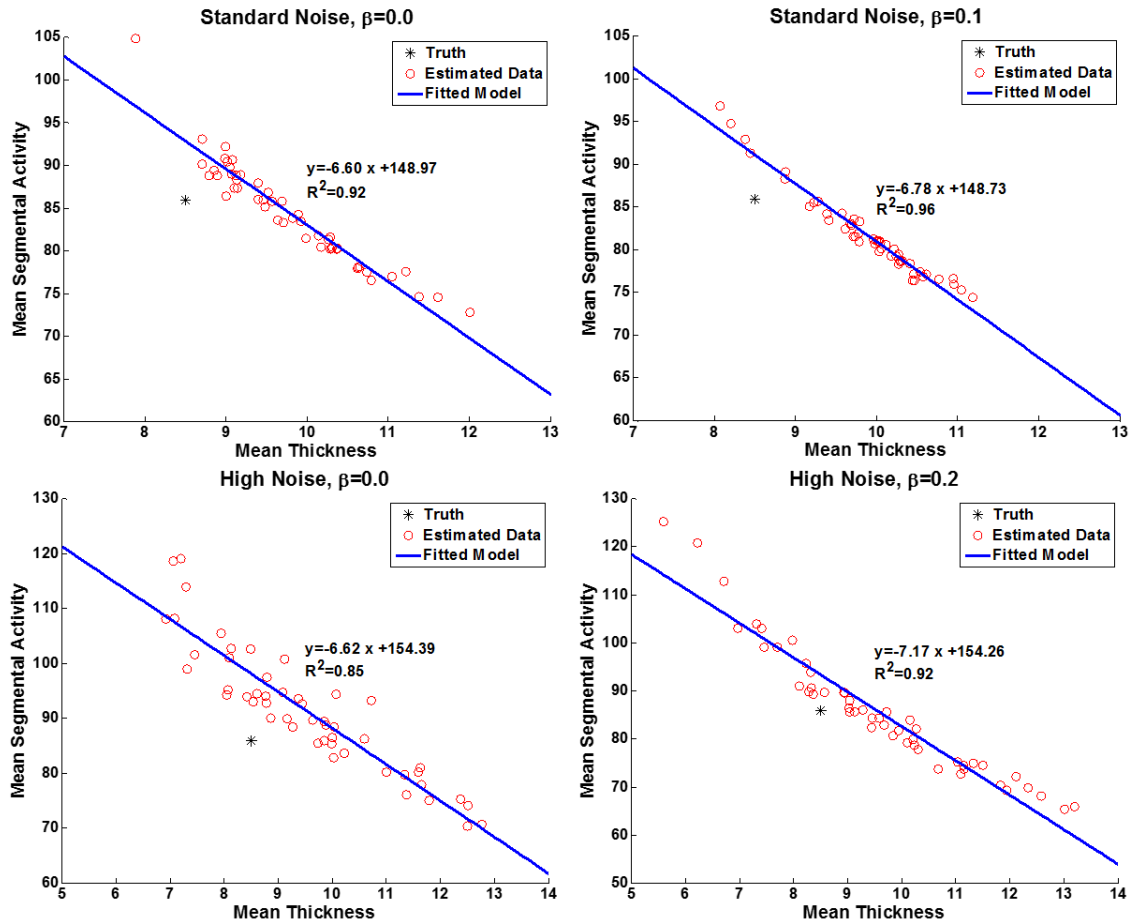 Standard Noise, β=0.0
105
100
95
90
85
80
75
70
65
60
Mean Segmental Activity
Truth
Estimated Data
Fitted Model
y=-6.60 x +148.97
R²=0.92
7 8 9 10 11 12 13
Mean Thickness
Standard Noise, β=0.1
105
100
95
90
85
80
75
70
65
60
Mean Segmental Activity
Truth
Estimated Data
Fitted Model
y=-6.78 x +148.73
R²=0.96
7 8 9 10 11 12 13
Mean Thickness
High Noise, β=0.0
130
120
110
100
90
80
70
60
Mean Segmental Activity
Truth
Estimated Data
Fitted Model
y=-6.62 x +154.39
R²=0.85
5 6 7 8 9 10 11 12 13 14
Mean Thickness
High Noise, β=0.2
130
120
110
100
90
80
70
60
50
Mean Segmental Activity
Truth
Estimated Data
Fitted Model
y=-7.17 x +154.26
R²=0.92
5 6 7 8 9 10 11 12 13 14
Mean Thickness